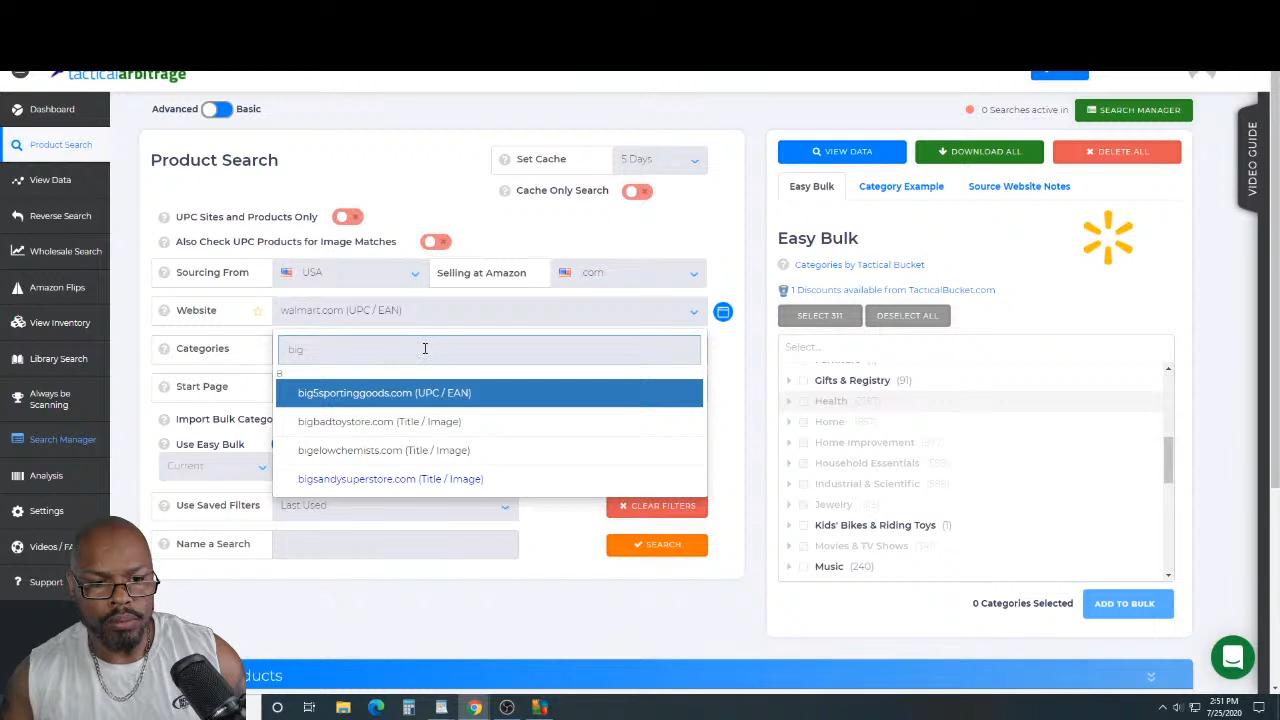 tacticalarbitrage
Advanced Basic
0 Searches active in
SEARCH MANAGER
Dashboard
Product Search
View Data
Reverse Search
Wholesale Search
Amazon Flips
View Inventory
Library Search
Always be
Scanning
Search Manager
Analysis
Settings
Videos / FA
Support
Product Search
Set Cache
5 Days
Cache Only Search
UPC Sites and Products Only
Also Check UPC Products for Image Matches
Sourcing From
USA
Selling at Amazon
.com
Website
walmart.com (UPC / EAN)
Categories
big
B
big5sportinggoods.com (UPC / EAN)
bigbadtoystore.com (Title / Image)
bigelowchemists.com (Title / Image)
bigsandysuperstore.com (Title / Image)
Start Page
Import Bulk Catego
Use Easy Bulk
Current
Use Saved Filters
Last Used
CLEAR FILTERS
Name a Search
SEARCH
VIEW DATA
DOWNLOAD ALL
DELETE ALL
Easy Bulk
Category Example
Source Website Notes
Easy Bulk
Categories by Tactical Bucket
1 Discounts available from TacticalBucket.com
SELECT 311
DESELECT ALL
Select...
Gifts & Registry (91)
Health
Home
Home Improvement
Household Essentials
Industrial & Scientific (588)
Jewelry
Kids' Bikes & Riding Toys (1)
Movies & TV Shows
Music (240)
0 Categories Selected
ADD TO BULK
VIDEO GUIDE
ducts
2:51 PM
7/25/2020